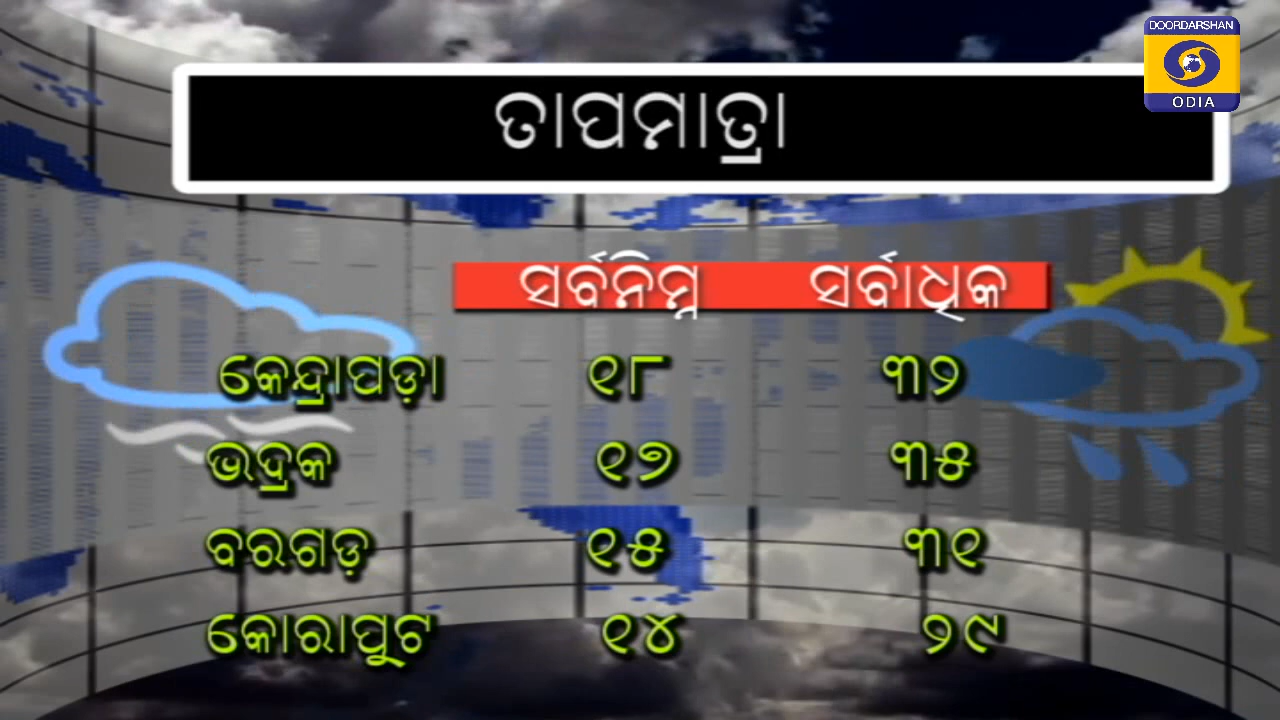 DOORDARSHAN
ODIA
ତାପମାତ୍ରା
ସର୍ବନିମ୍ନ ସର୍ବାଧିକ
କେନ୍ଦ୍ରାପଡ଼ା ୧୮ ୩୨
ଭଦ୍ରକ ୧୭ ୩୫
ବରଗଡ଼ ୧୫ ୩୧
କୋରାପୁଟ ୧୪ ୨୯